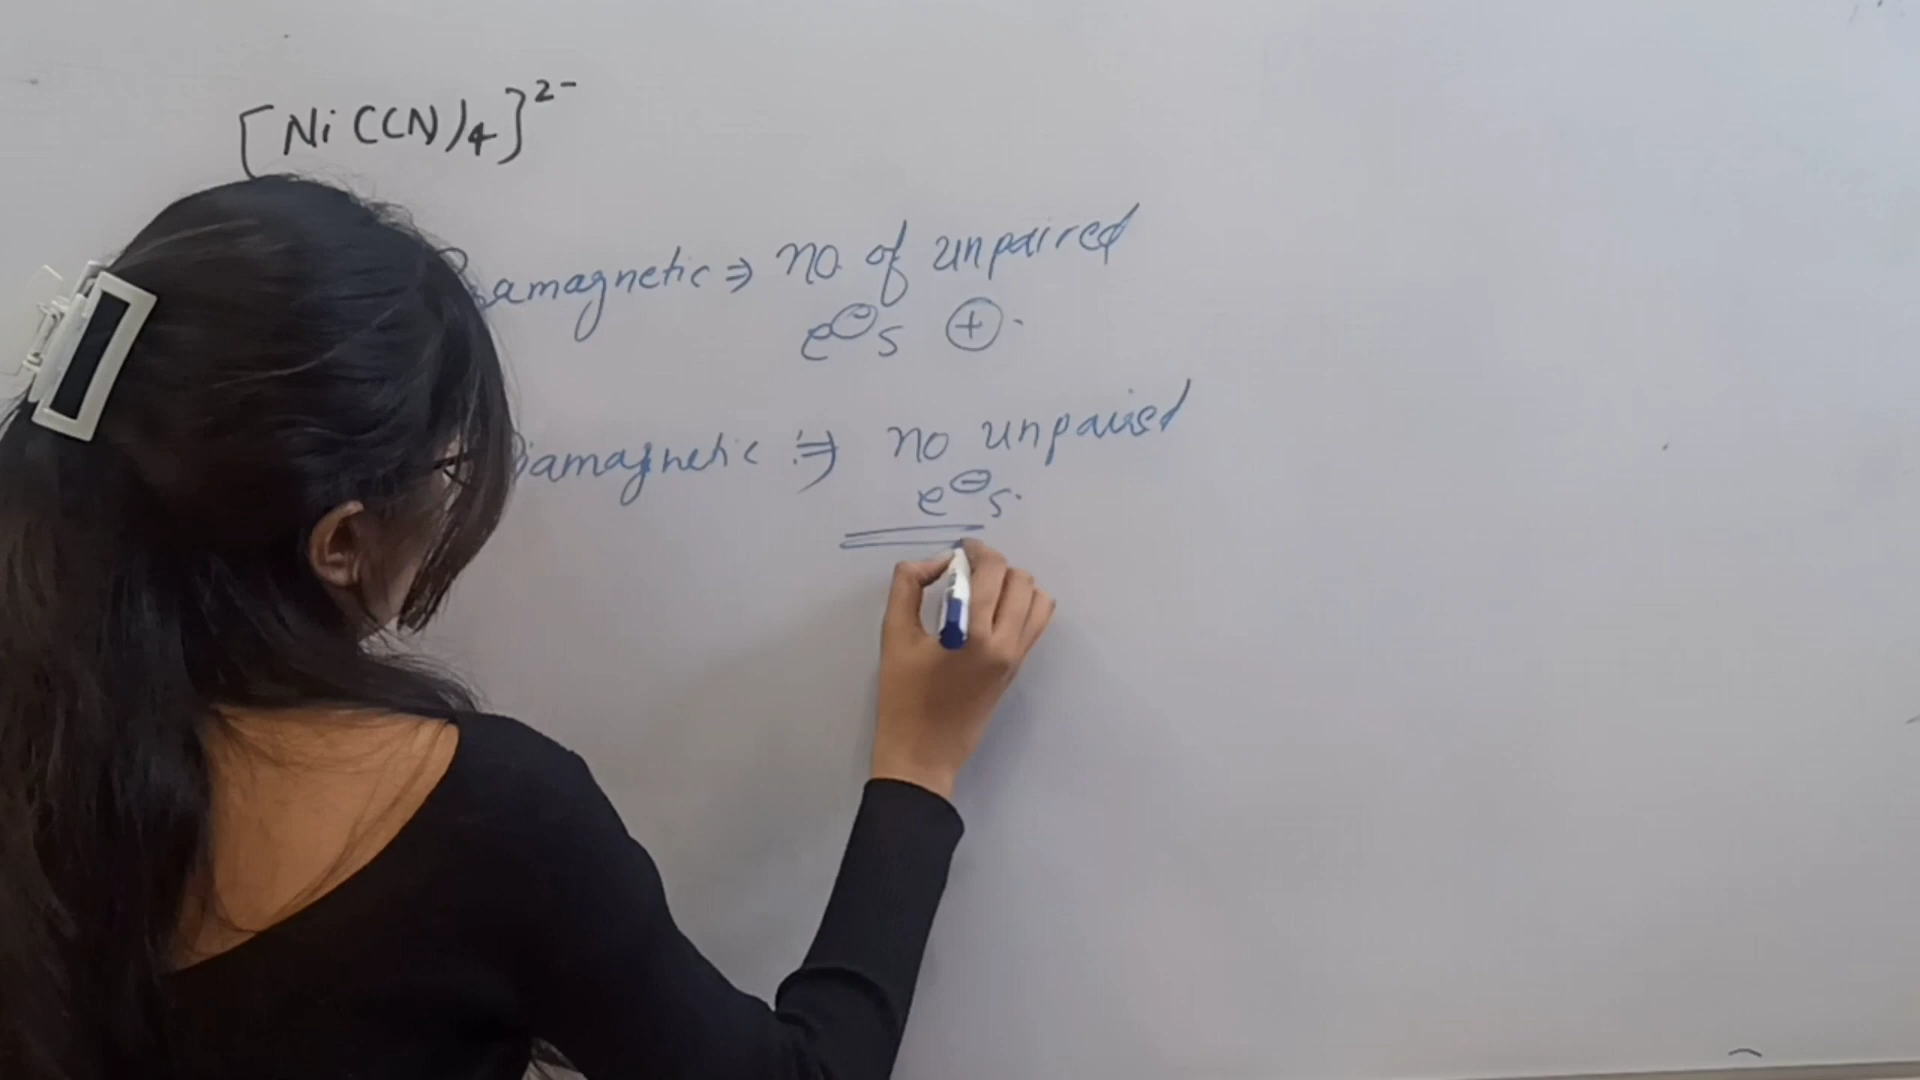 [Ni(CN)4]²⁻
amagnetic ⇒ no. of unpaired
e⊖s ⊕.
iamagnetic :⇒ no unpaired
e⊖s.